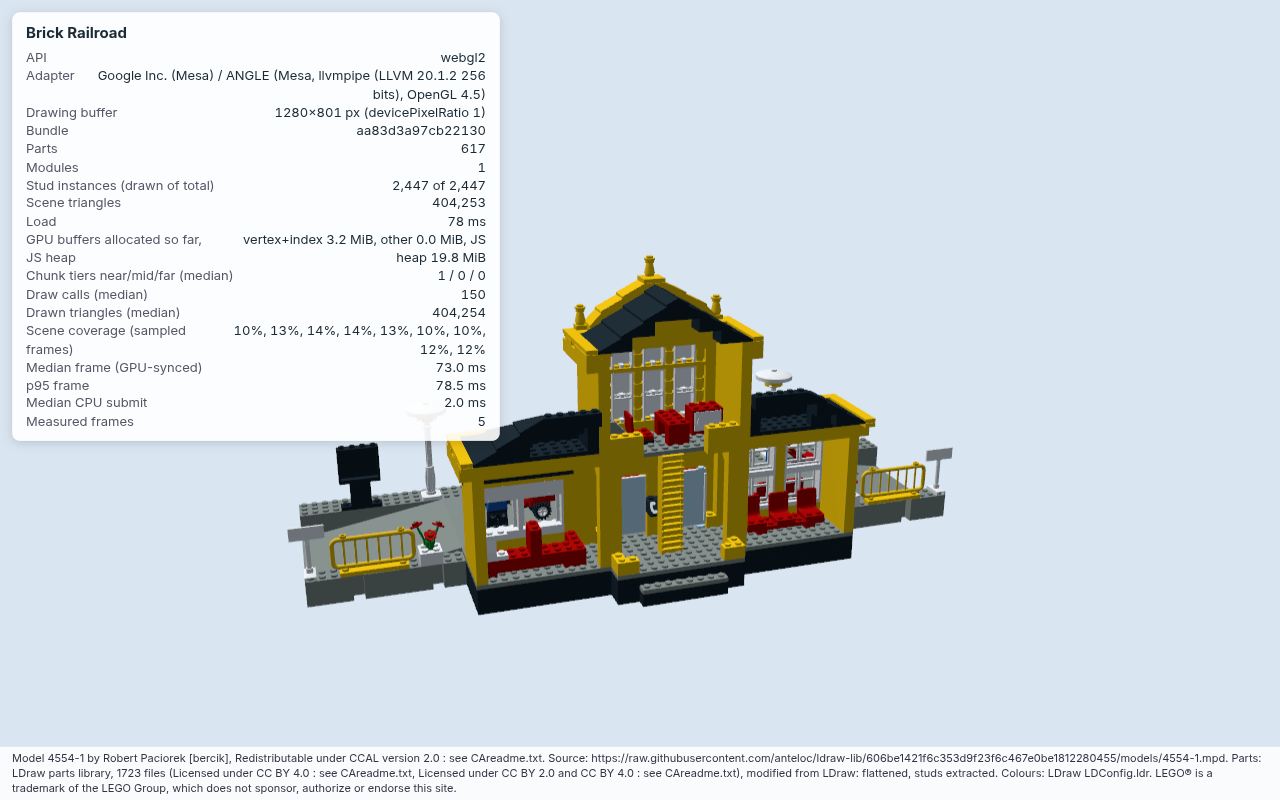 Brick Railroad
API webgl2
Adapter Google Inc. (Mesa) / ANGLE (Mesa, llvmpipe (LLVM 20.1.2 256
bits), OpenGL 4.5)
Drawing buffer 1280×801 px (devicePixelRatio 1)
Bundle aa83d3a97cb22130
Parts 617
Modules 1
Stud instances (drawn of total) 2,447 of 2,447
Scene triangles 404,253
Load 78 ms
GPU buffers allocated so far, vertex+index 3.2 MiB, other 0.0 MiB, JS
JS heap heap 19.8 MiB
Chunk tiers near/mid/far (median) 1 / 0 / 0
Draw calls (median) 150
Drawn triangles (median) 404,254
Scene coverage (sampled 10%, 13%, 14%, 14%, 13%, 10%, 10%,
frames) 12%, 12%
Median frame (GPU-synced) 73.0 ms
p95 frame 78.5 ms
Median CPU submit 2.0 ms
Measured frames 5
Model 4554-1 by Robert Paciorek [bercik], Redistributable under CCAL version 2.0 : see CAreadme.txt. Source: https://raw.githubusercontent.com/anteloc/ldraw-lib/606be1421f6c353d9f23f6c467e0be1812280455/models/4554-1.mpd. Parts:
LDraw parts library, 1723 files (Licensed under CC BY 4.0 : see CAreadme.txt, Licensed under CC BY 2.0 and CC BY 4.0 : see CAreadme.txt), modified from LDraw: flattened, studs extracted. Colours: LDraw LDConfig.ldr. LEGO® is a
trademark of the LEGO Group, which does not sponsor, authorize or endorse this site.